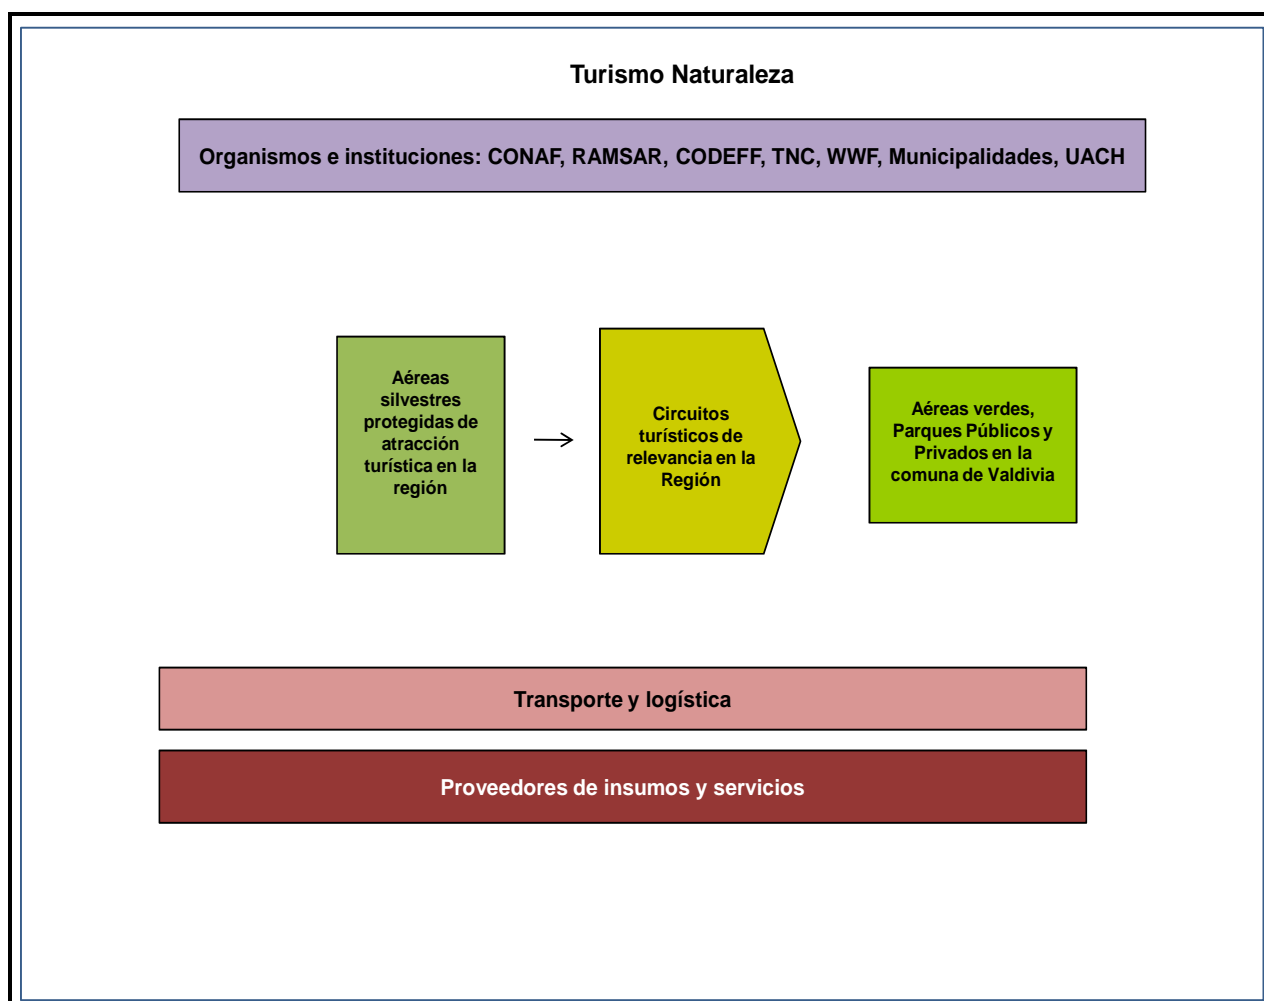 Turismo Naturaleza
Organismos e instituciones: CONAF, RAMSAR, CODEFF, TNC, WWF, Municipalidades, UACH
Aéreas
silvestres
protegidas de
atracción
turística en la
región
Circuitos
turísticos de
relevancia en la
Región
Aéreas verdes,
Parques Públicos y
Privados en la
comuna de Valdivia
Transporte y logística
Proveedores de insumos y servicios